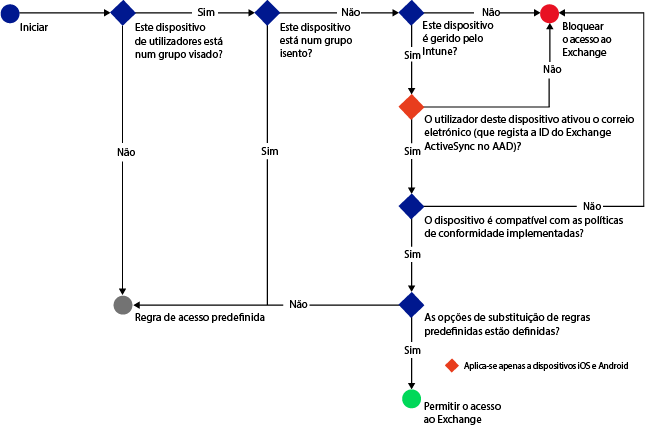 Iniciar
Sim
Este dispositivo
de utilizadores está
num grupo visado?
Não
Este dispositivo
está num grupo
isento?
Não
Este dispositivo
é gerido pelo
Intune?
Bloquear
o acesso ao
Exchange
Sim
Não
O utilizador deste dispositivo ativou o correio
eletrónico (que regista a ID do Exchange
ActiveSync no AAD)?
Não
Sim
Sim
Não
O dispositivo é compatível com as políticas
de conformidade implementadas?
Sim
Não
Regra de acesso predefinida
As opções de substituição de regras
predefinidas estão definidas?
Sim
Aplica-se apenas a dispositivos iOS e Android
Permitir o acesso
ao Exchange